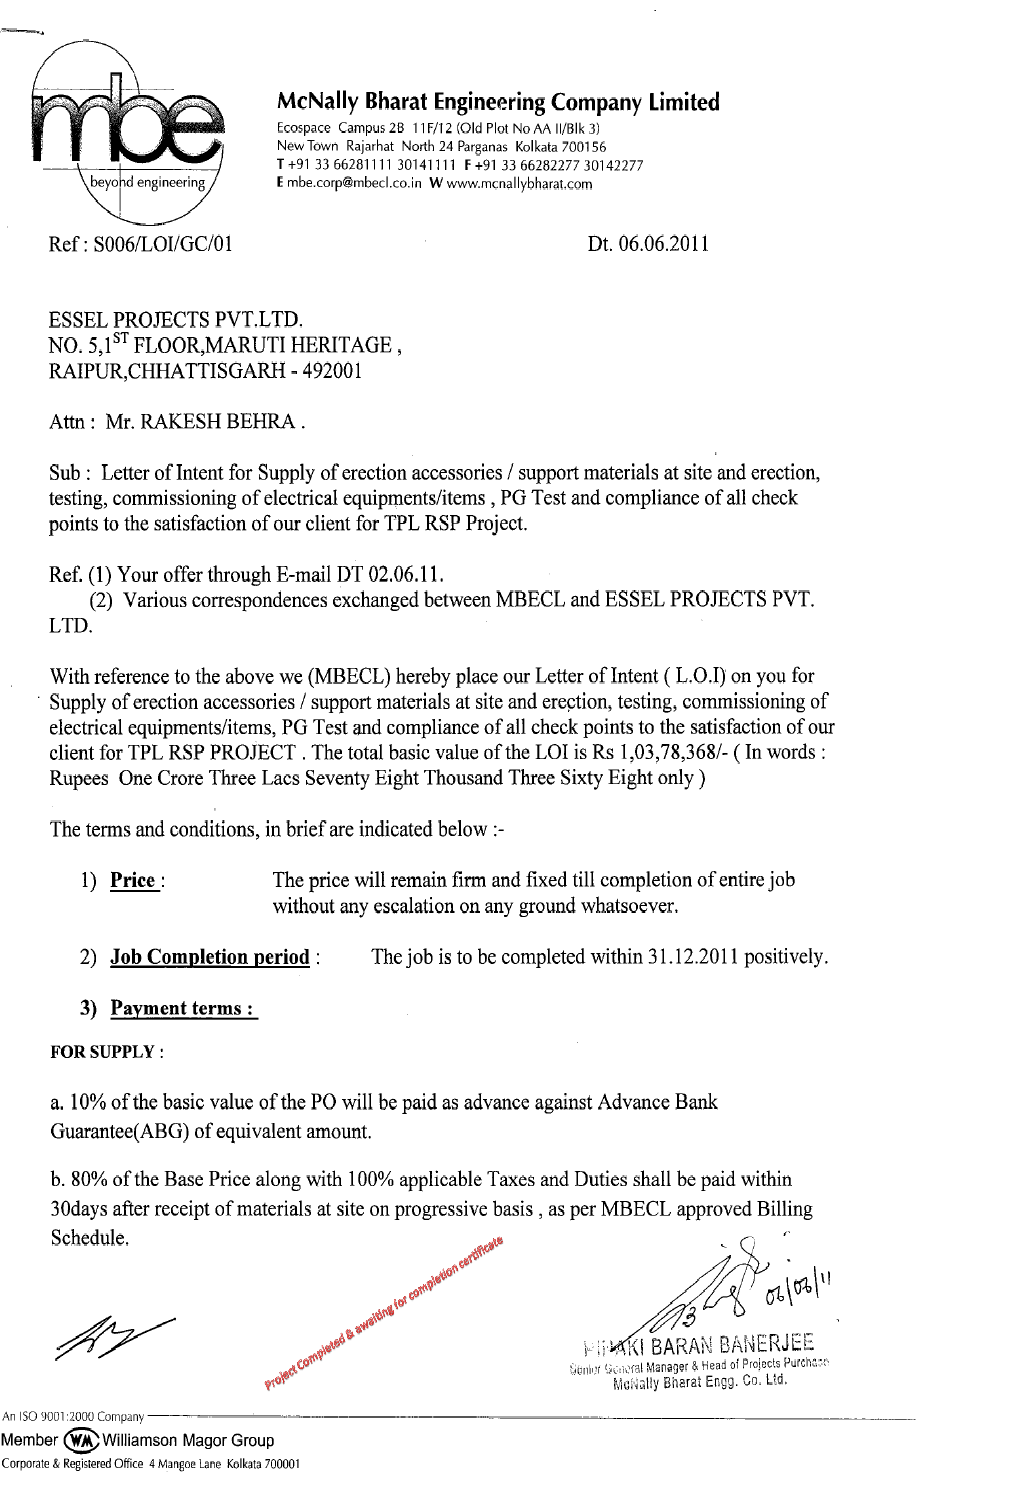 mbe
beyond engineering
McNally Bharat Engineering Company Limited
Ecospace Campus 2B 11F/12 (Old Plot No AA II/Blk 3)
New Town Rajarhat North 24 Parganas Kolkata 700156
T +91 33 66281111 30141111 F +91 33 66282277 30142277
E mbe.corp@mbecl.co.in W www.mcnallybharat.com
Ref : S006/LOI/GC/01 Dt. 06.06.2011
ESSEL PROJECTS PVT.LTD.
NO. 5,1ST FLOOR,MARUTI HERITAGE ,
RAIPUR,CHHATTISGARH - 492001
Attn : Mr. RAKESH BEHRA .
Sub : Letter of Intent for Supply of erection accessories / support materials at site and erection,
testing, commissioning of electrical equipments/items , PG Test and compliance of all check
points to the satisfaction of our client for TPL RSP Project.
Ref. (1) Your offer through E-mail DT 02.06.11.
(2) Various correspondences exchanged between MBECL and ESSEL PROJECTS PVT.
LTD.
With reference to the above we (MBECL) hereby place our Letter of Intent ( L.O.I) on you for
Supply of erection accessories / support materials at site and erection, testing, commissioning of
electrical equipments/items, PG Test and compliance of all check points to the satisfaction of our
client for TPL RSP PROJECT . The total basic value of the LOI is Rs 1,03,78,368/- ( In words :
Rupees One Crore Three Lacs Seventy Eight Thousand Three Sixty Eight only )
The terms and conditions, in brief are indicated below :-
1) Price : The price will remain firm and fixed till completion of entire job
without any escalation on any ground whatsoever.
2) Job Completion period : The job is to be completed within 31.12.2011 positively.
3) Payment terms :
FOR SUPPLY :
a. 10% of the basic value of the PO will be paid as advance against Advance Bank
Guarantee(ABG) of equivalent amount.
b. 80% of the Base Price along with 100% applicable Taxes and Duties shall be paid within
30days after receipt of materials at site on progressive basis , as per MBECL approved Billing
Schedule.
Project Completed & awaiting for completion certificate
06/06/11
BARAN BANERJEE
Senior General Manager & Head of Projects Purchase
McNally Bharat Engg. Co. Ltd.
An ISO 9001:2000 Company
Member WM Williamson Magor Group
Corporate & Registered Office 4 Mangoe Lane Kolkata 700001